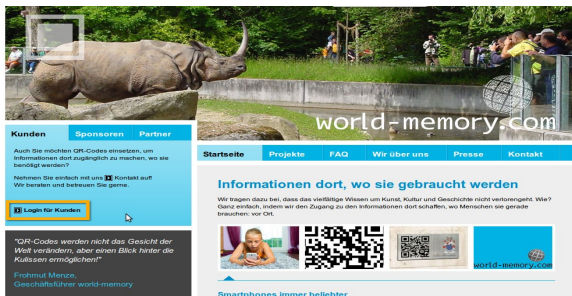 world-memory.com
Kunden Sponsoren Partner
Auch Sie möchten QR-Codes einsetzen, um
Informationen dort zugänglich zu machen, wo sie
benötigt werden?
Nehmen Sie einfach mit uns Kontakt auf!
Wir beraten und betreuen Sie gerne.
Login für Kunden
"QR-Codes werden nicht das Gesicht der
Welt verändern, aber einen Blick hinter die
Kulissen ermöglichen!"
Frohmut Menze,
Geschäftsführer world-memory
Startseite Projekte FAQ Wir über uns Presse Kontakt
Informationen dort, wo sie gebraucht werden
Wir tragen dazu bei, dass das vielfältige Wissen um Kunst, Kultur und Geschichte nicht verlorengeht. Wie?
Ganz einfach, indem wir den Zugang zu den Informationen dort schaffen, wo Menschen sie gerade
brauchen: vor Ort.
world-memory.com
Smartphones immer beliebter